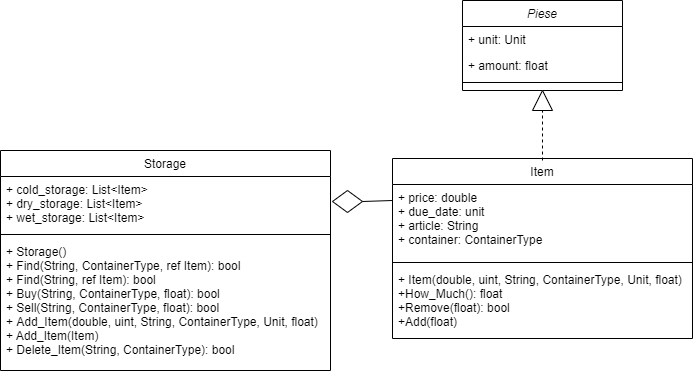 Piese
+ unit: Unit
+ amount: float
Storage
+ cold_storage: List<Item>
+ dry_storage: List<Item>
+ wet_storage: List<Item>
+ Storage()
+ Find(String, ContainerType, ref Item): bool
+ Find(String, ref Item): bool
+ Buy(String, ContainerType, float): bool
+ Sell(String, ContainerType, float): bool
+ Add_Item(double, uint, String, ContainerType, Unit, float)
+ Add_Item(Item)
+ Delete_Item(String, ContainerType): bool
Item
+ price: double
+ due_date: unit
+ article: String
+ container: ContainerType
+ Item(double, uint, String, ContainerType, Unit, float)
+How_Much(): float
+Remove(float): bool
+Add(float)